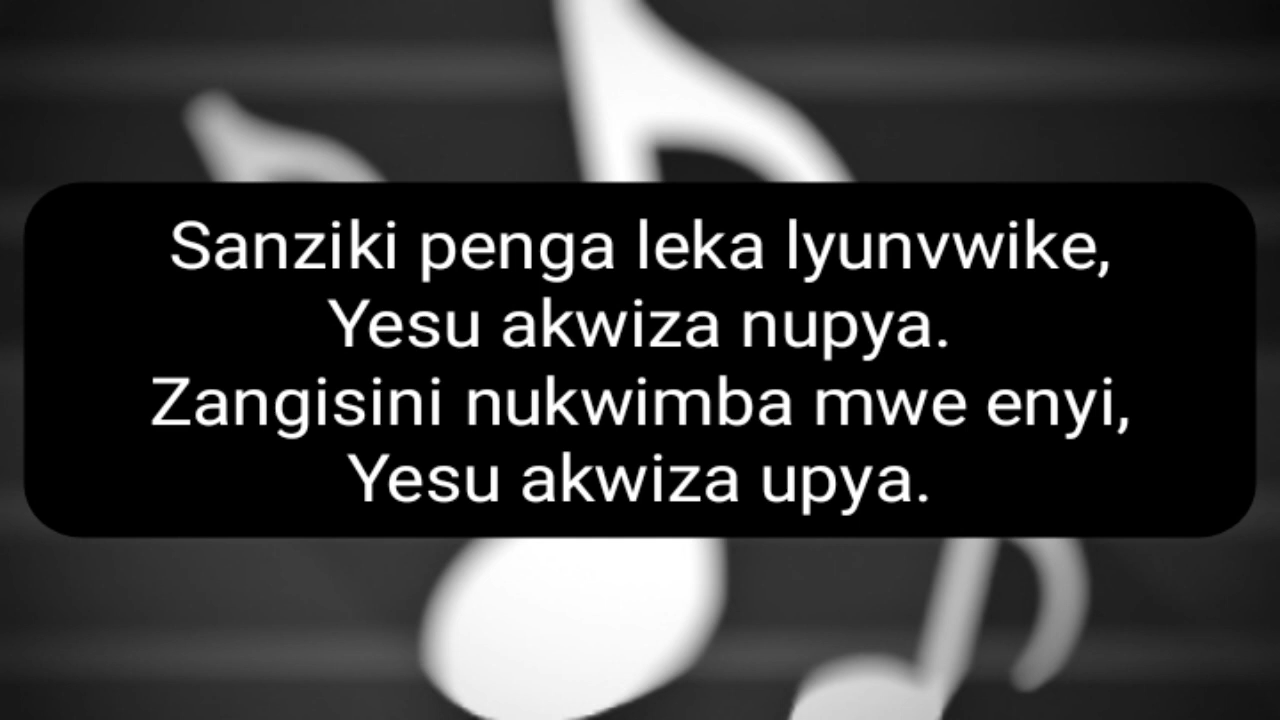 Sanziki penga leka lyunvwike,
Yesu akwiza nupya.
Zangisini nukwimba mwe enyi,
Yesu akwiza upya.